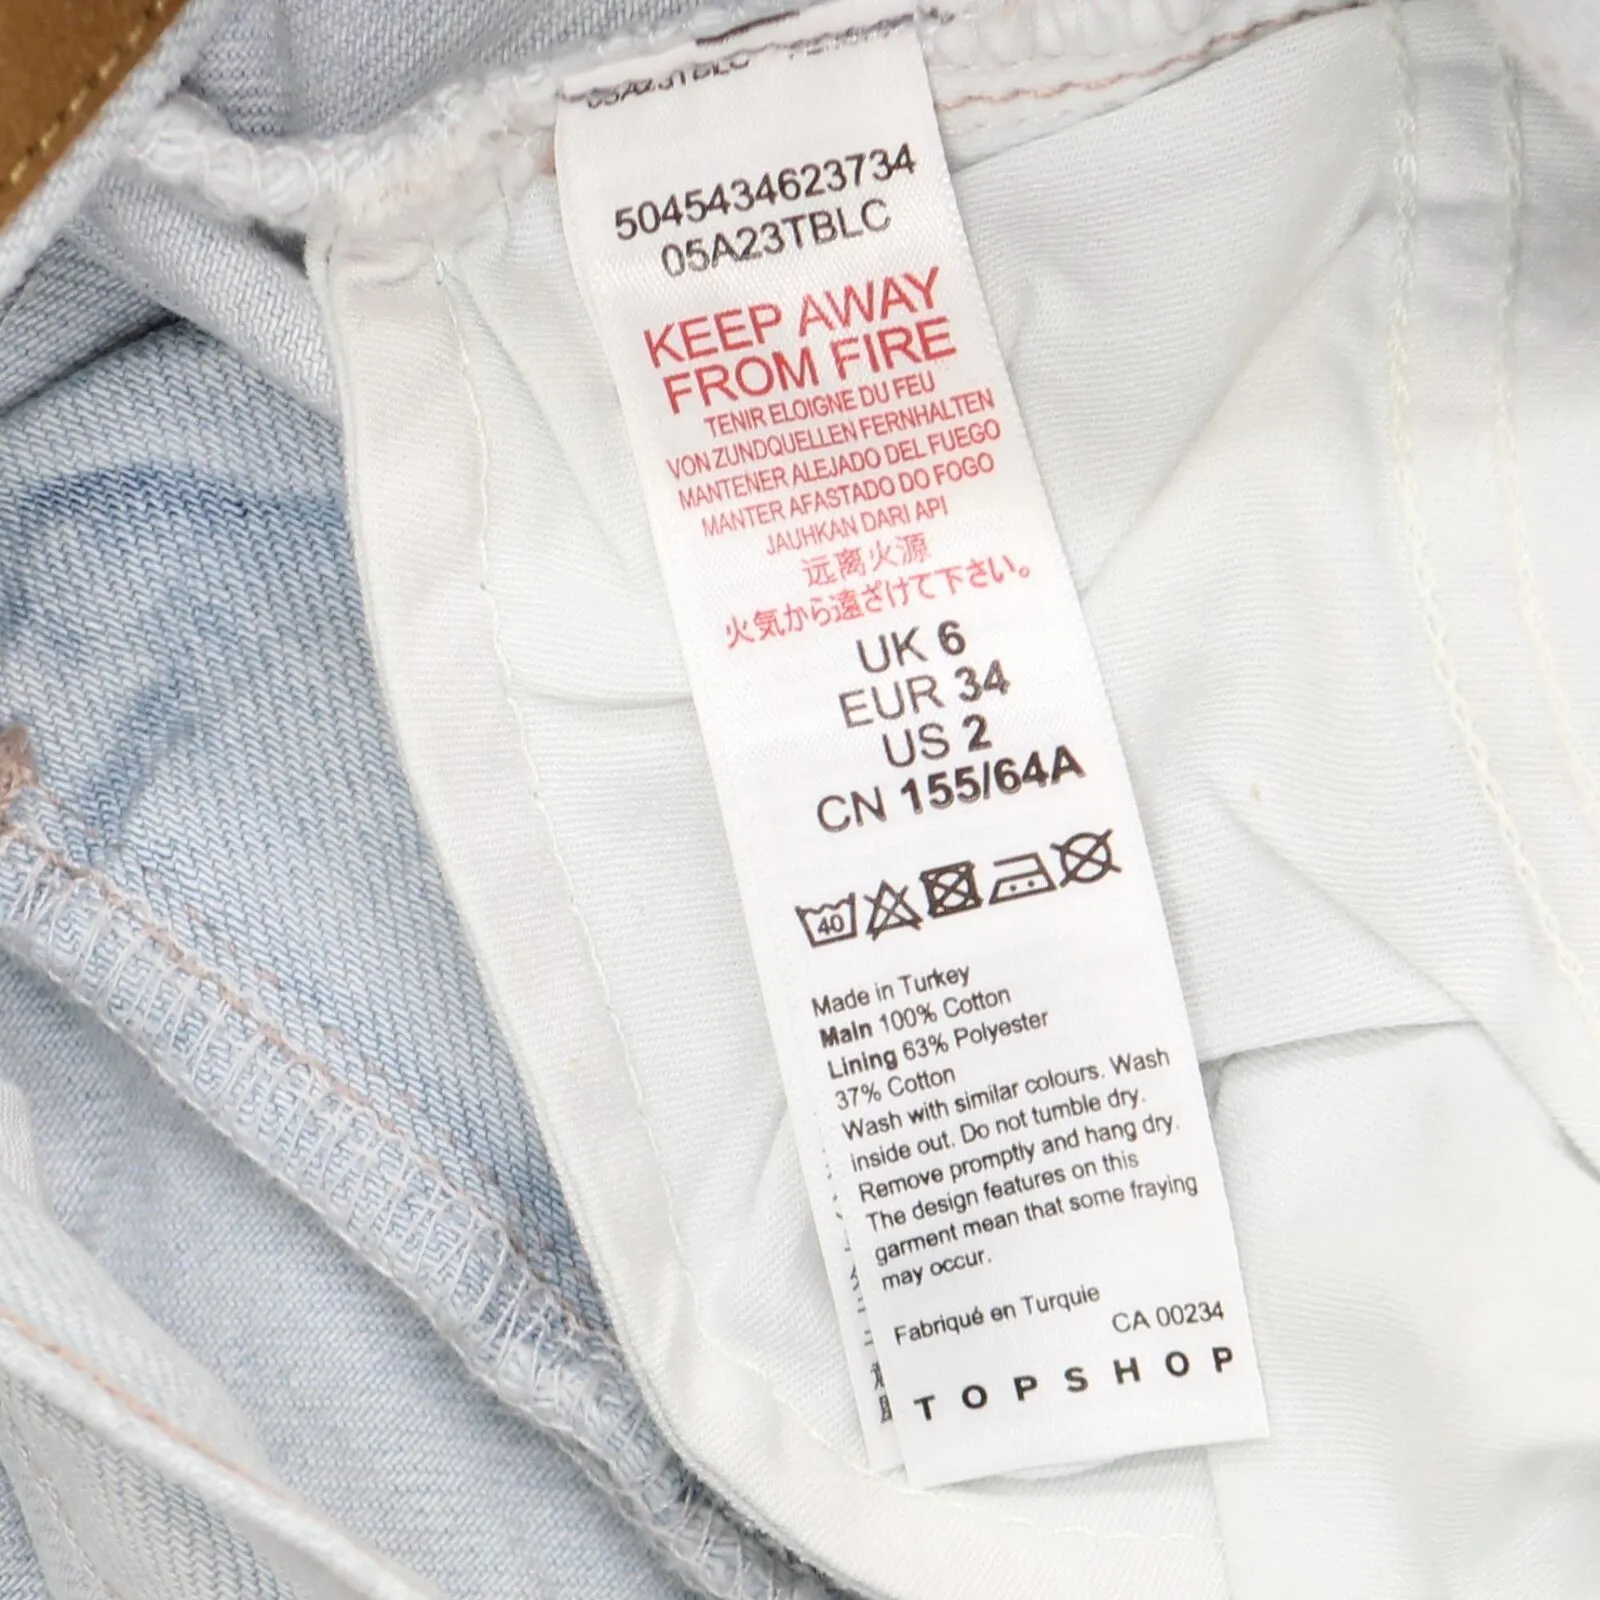 5045434623734
05A23TBLC
KEEP AWAY
FROM FIRE
TENIR ELOIGNE DU FEU
VON ZUNDQUELLEN FERNHALTEN
MANTENER ALEJADO DEL FUEGO
MANTER AFASTADO DO FOGO
JAUHKAN DARI API
远离火源
火気から遠ざけて下さい。
UK 6
EUR 34
US 2
CN 155/64A
40
Made in Turkey
Main 100% Cotton
Lining 63% Polyester
37% Cotton
Wash with similar colours. Wash
inside out. Do not tumble dry.
Remove promptly and hang dry.
The design features on this
garment mean that some fraying
may occur.
Fabriqué en Turquie
CA 00234
TOPSHOP